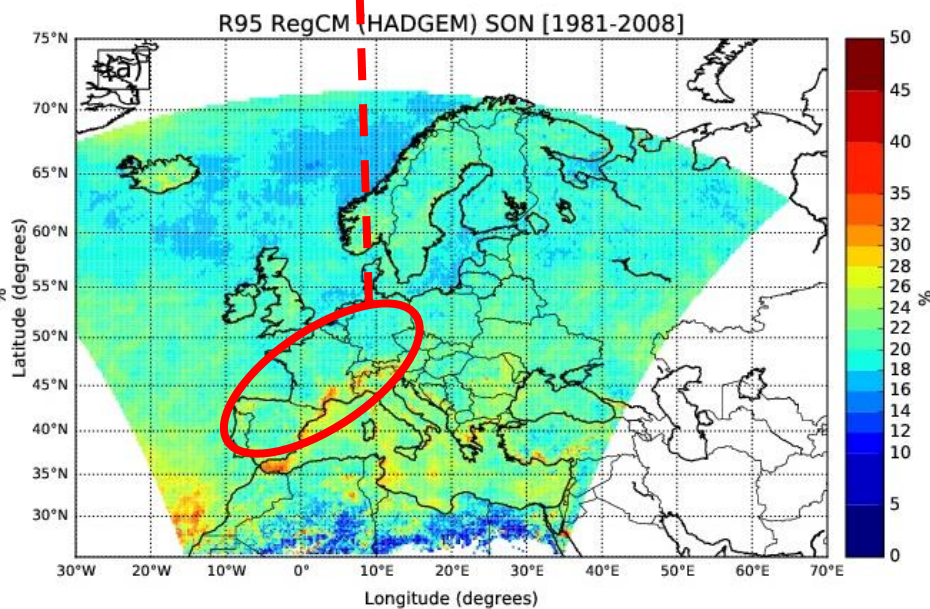 R95 RegCM (HADGEM) SON [1981-2008]
a)
75°N
70°N
65°N
60°N
55°N
50°N
45°N
40°N
35°N
30°N
%
Latitude (degrees)
30°W
20°W
10°W
0°
10°E
20°E
30°E
40°E
50°E
60°E
70°E
Longitude (degrees)
50
45
40
35
32
30
28
26
24
22
20
18
16
14
12
10
5
0
%